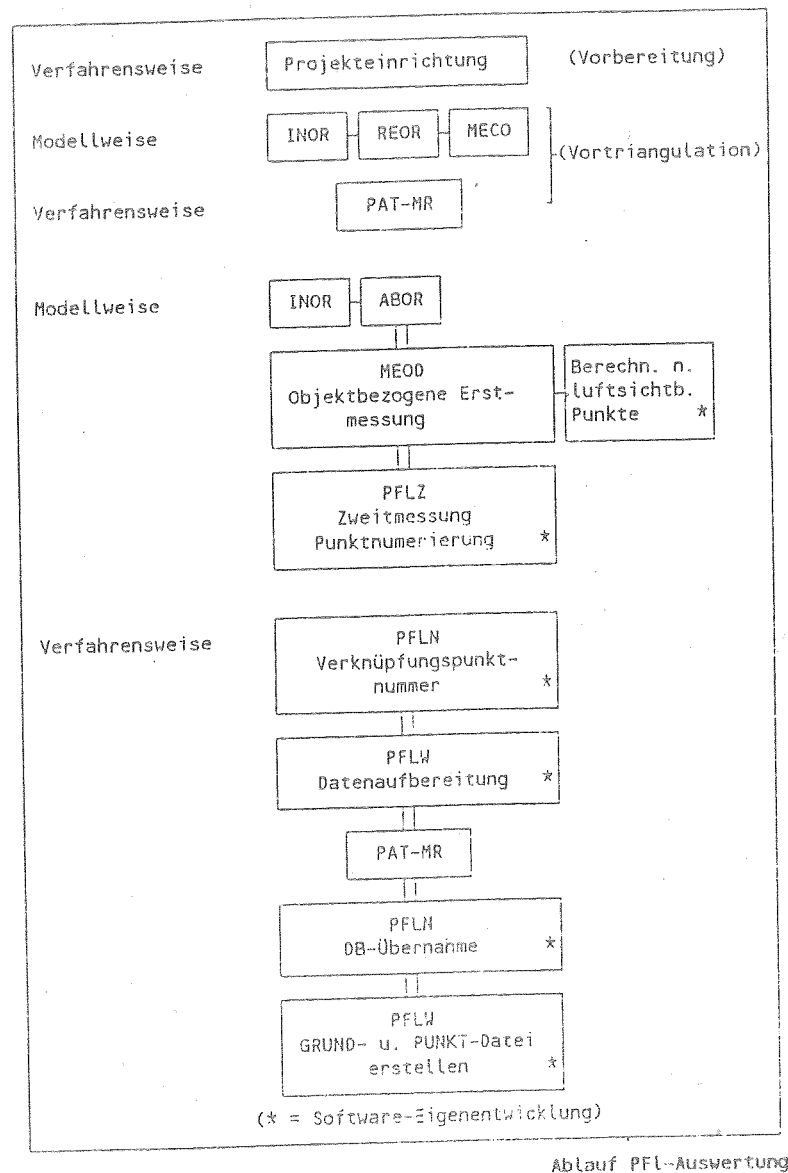 Verfahrensweise Projekteinrichtung (Vorbereitung)
Modellweise INOR REOR MECO
(Vortriangulation)
Verfahrensweise PAT-MR
Modellweise INOR ABOR
MEOD
Objektbezogene Erst-
messung
Berechn. n.
luftsichtb.
Punkte *
PFLZ
Zweitmessung
Punktnumerierung *
Verfahrensweise PFLN
Verknüpfungspunkt-
nummer *
PFLW
Datenaufbereitung *
PAT-MR
PFLN
DB-Übernahme *
PFLW
GRUND- u. PUNKT-Datei
erstellen *
(* = Software-Eigenentwicklung)
Ablauf PFl-Auswertung